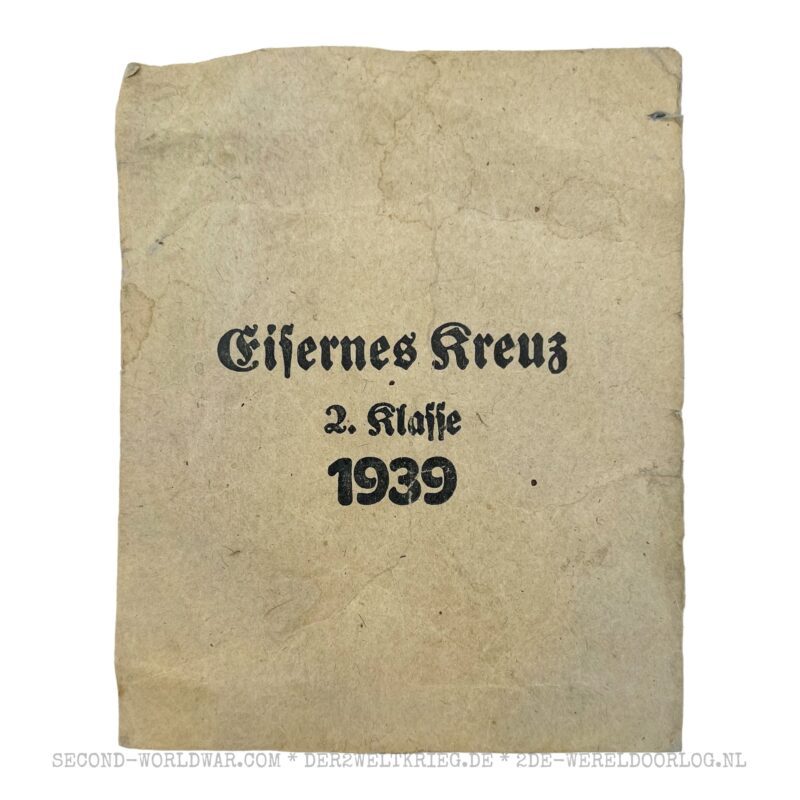 Eiſernes Kreuz
2. Klaſſe
1939
SECOND-WORLDWAR.COM * DER2WELTKRIEG.DE * 2DE-WERELDOORLOG.NL